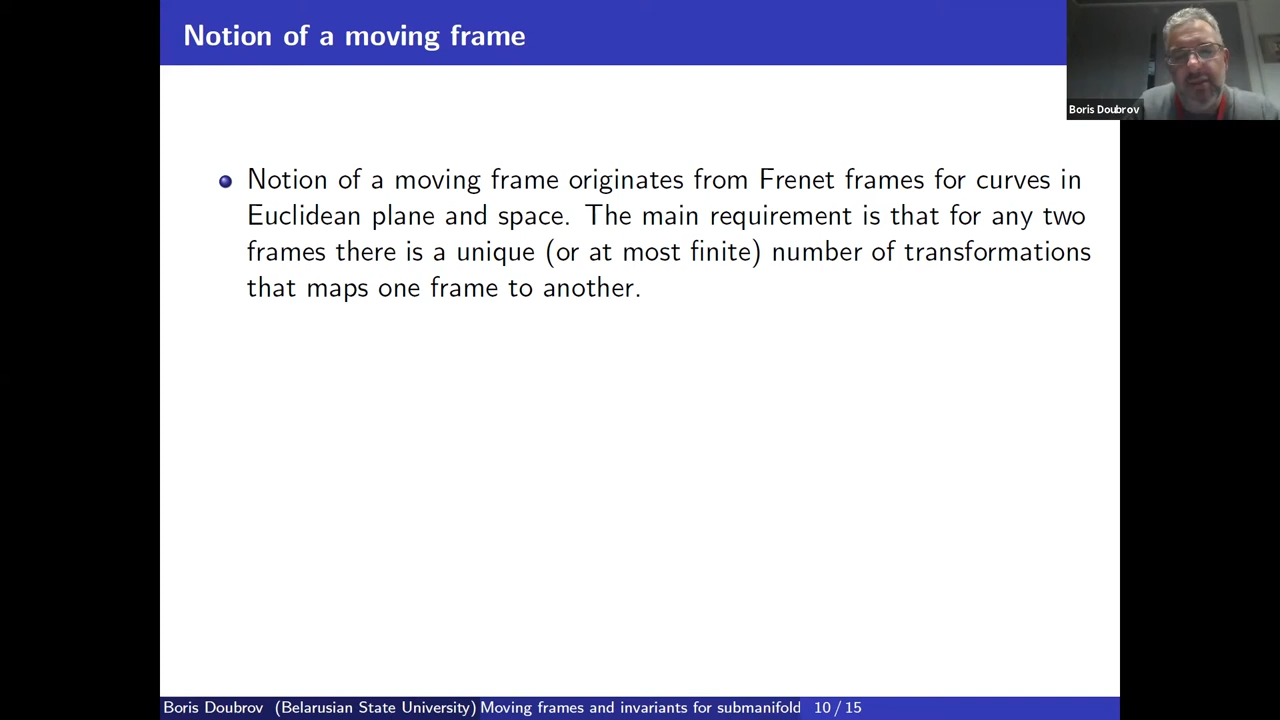 Notion of a moving frame
Boris Doubrov
Notion of a moving frame originates from Frenet frames for curves in
Euclidean plane and space. The main requirement is that for any two
frames there is a unique (or at most finite) number of transformations
that maps one frame to another.
Boris Doubrov (Belarusian State University) Moving frames and invariants for submanifold 10 / 15